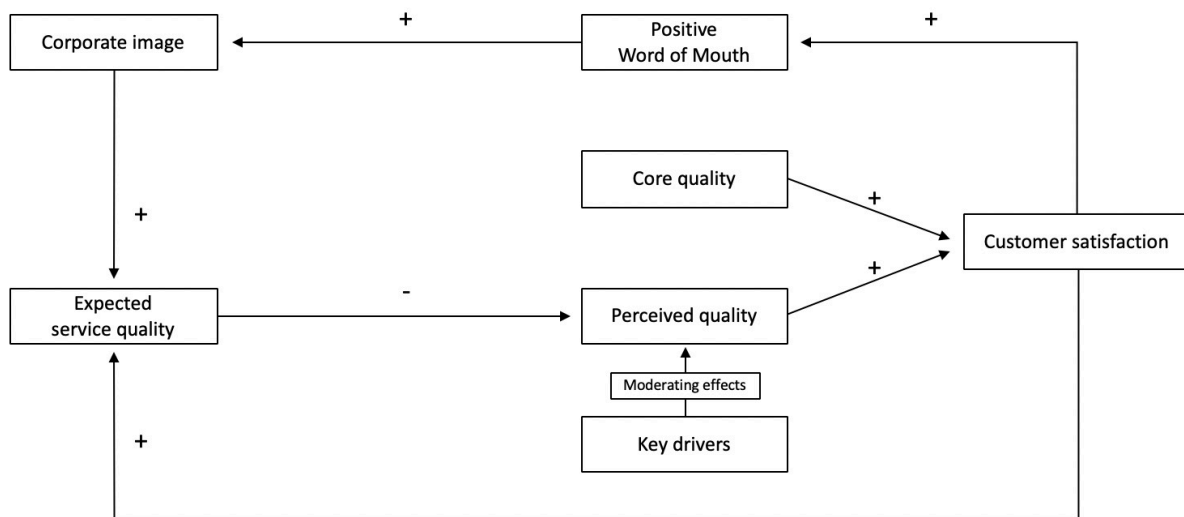 +
+
Corporate image
Positive
Word of Mouth
Core quality
+
+
Customer satisfaction
+
Expected
service quality
-
Perceived quality
Moderating effects
+
Key drivers